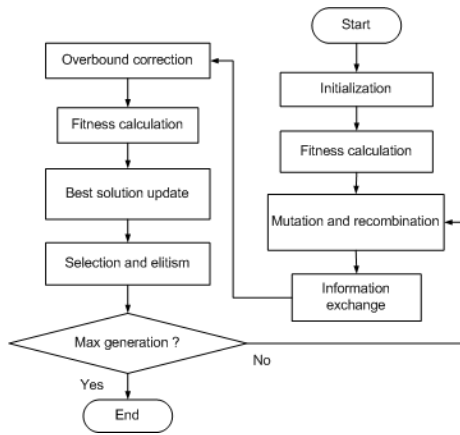 Start
Initialization
Fitness calculation
Mutation and recombination
Information
exchange
Overbound correction
Fitness calculation
Best solution update
Selection and elitism
Max generation ?
No
Yes
End